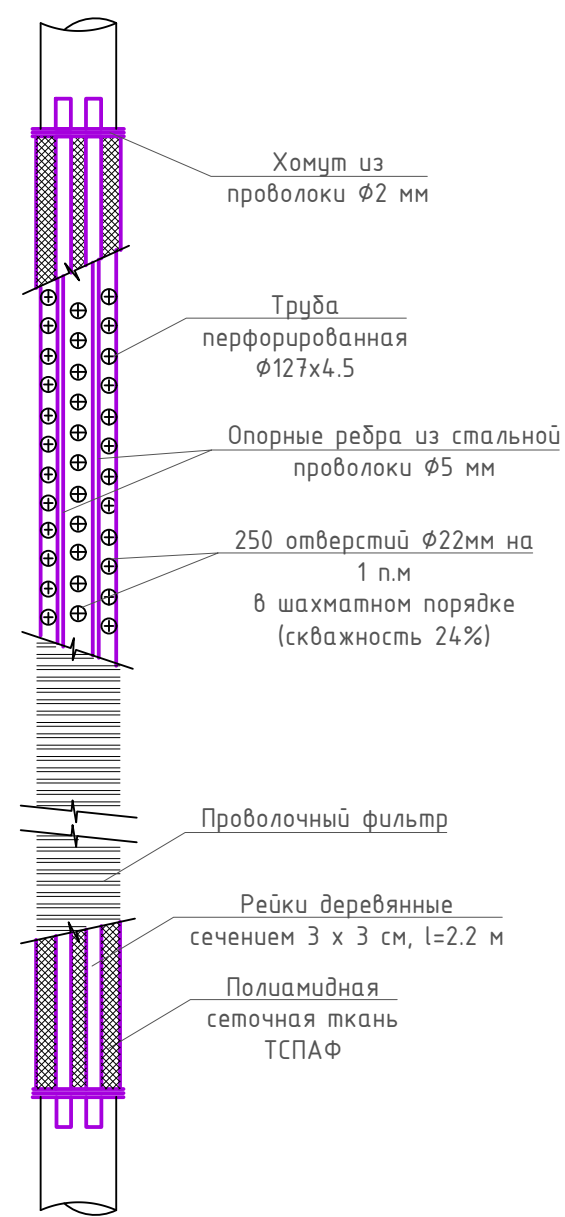 Хомут из
проволоки Ф2 мм
Труба
перфорированная
Ф127х4.5
Опорные ребра из стальной
проволоки Ф5 мм
250 отверстий Ф22мм на
1 п.м
в шахматном порядке
(скважность 24%)
Проволочный фильтр
Рейки деревянные
сечением 3 х 3 см, l=2.2 м
Полиамидная
сеточная ткань
ТСПАФ